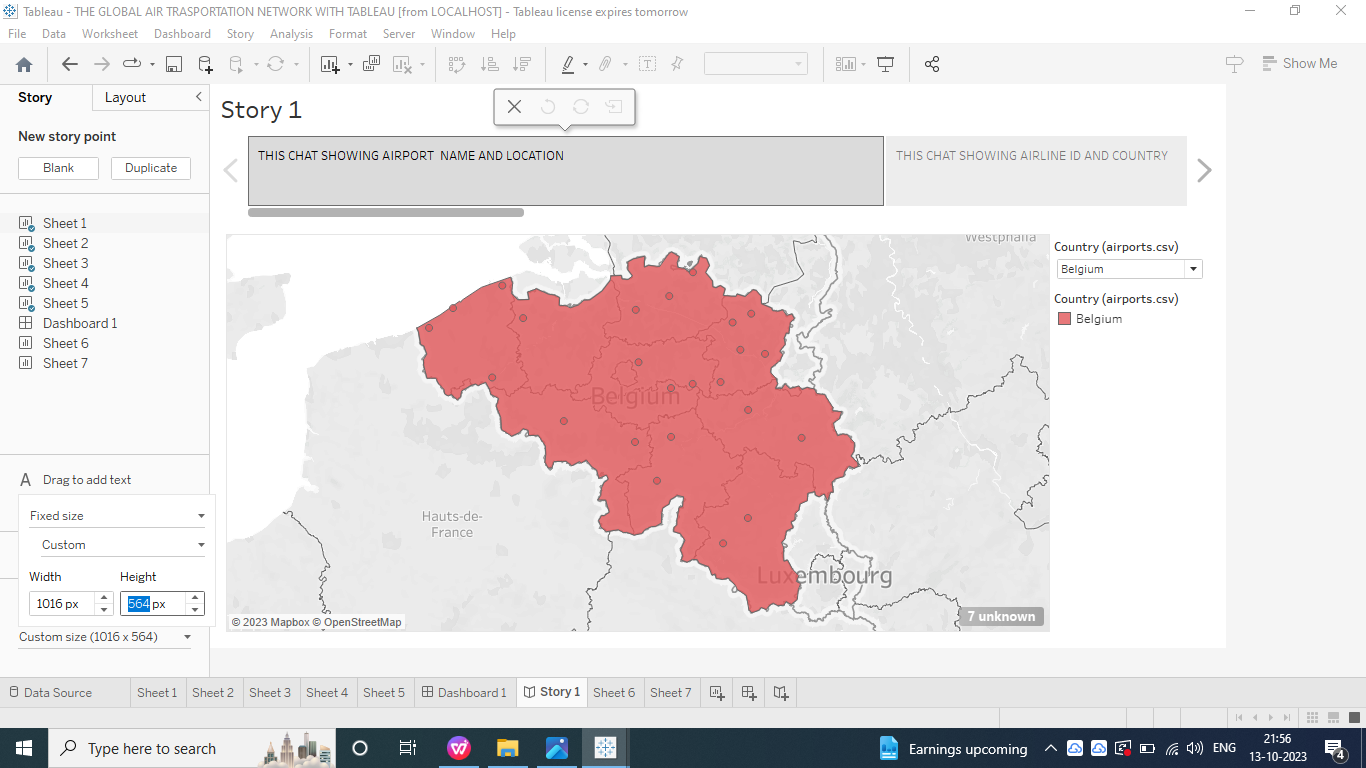 Tableau - THE GLOBAL AIR TRASPORTATION NETWORK WITH TABLEAU [from LOCALHOST] - Tableau license expires tomorrow
File Data Worksheet Dashboard Story Analysis Format Server Window Help
Show Me
Story Layout
New story point
Blank Duplicate
Sheet 1
Sheet 2
Sheet 3
Sheet 4
Sheet 5
Dashboard 1
Sheet 6
Sheet 7
A Drag to add text
Fixed size
Custom
Width Height
1016 px 564 px
Custom size (1016 x 564)
Story 1
THIS CHAT SHOWING AIRPORT NAME AND LOCATION
THIS CHAT SHOWING AIRLINE ID AND COUNTRY
Westphalia
Belgium
Hauts-de-
France
Luxembourg
© 2023 Mapbox © OpenStreetMap
7 unknown
Country (airports.csv)
Belgium
Country (airports.csv)
Belgium
Data Source Sheet 1 Sheet 2 Sheet 3 Sheet 4 Sheet 5 Dashboard 1 Story 1 Sheet 6 Sheet 7
Type here to search
Earnings upcoming
ENG
21:56
13-10-2023
4